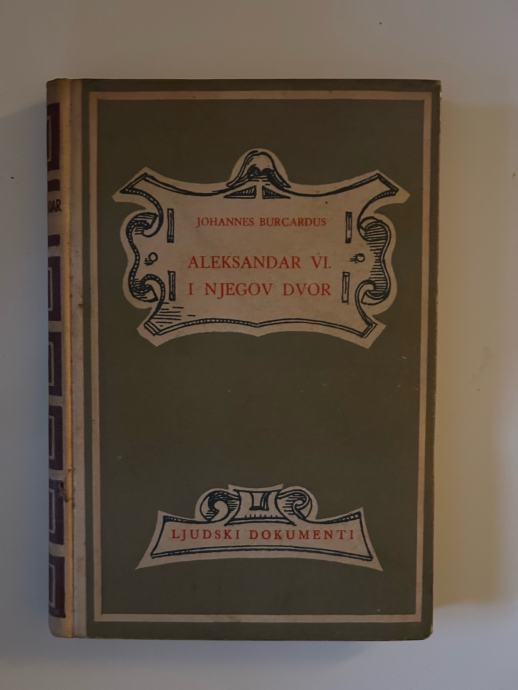 JOHANNES BURCARDUS
ALEKSANDAR VI.
I NJEGOV DVOR
LJUDSKI DOKUMENTI